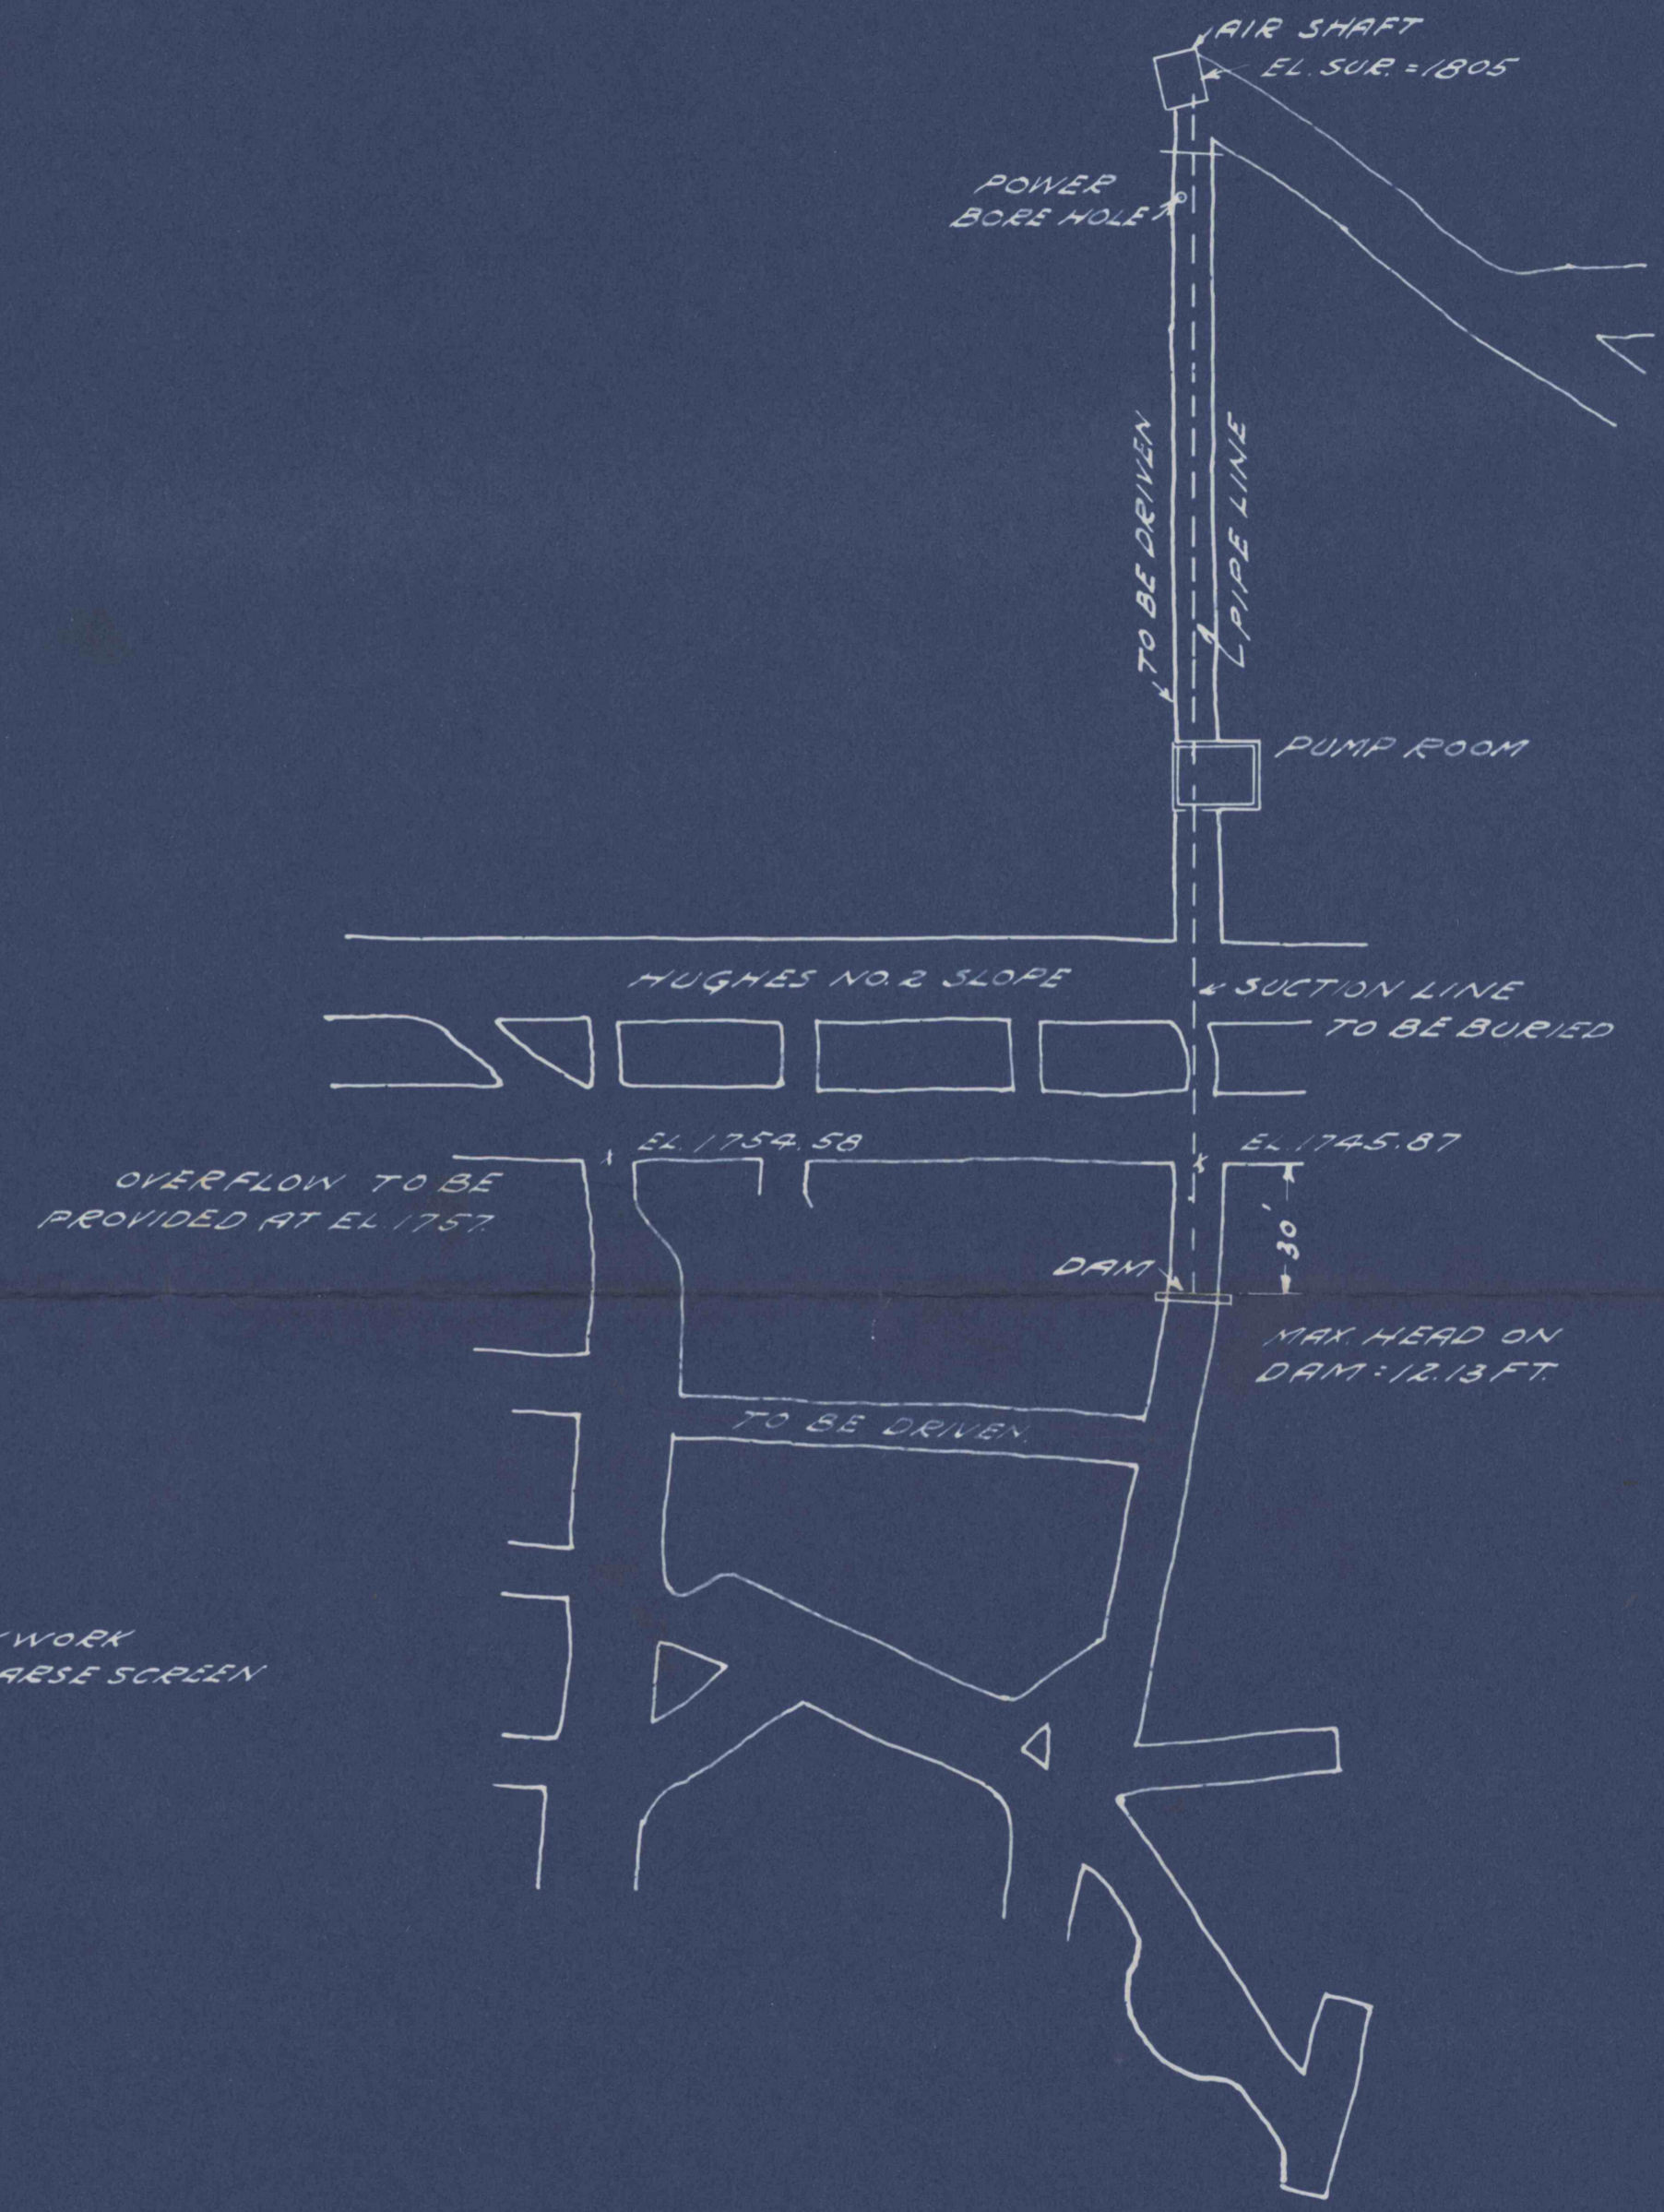 AIR SHAFT
EL. SUR. = 1805
POWER
BORE HOLE
TO BE DRIVEN
PIPE LINE
PUMP ROOM
HUGHES NO. 2 SLOPE
SUCTION LINE
TO BE BURIED
EL. 1754.58
EL. 1745.87
OVERFLOW TO BE
PROVIDED AT EL. 1757.
30'
DAM
MAX. HEAD ON
DAM = 12.13 FT.
TO BE DRIVEN.
WORK
ARSE SCREEN